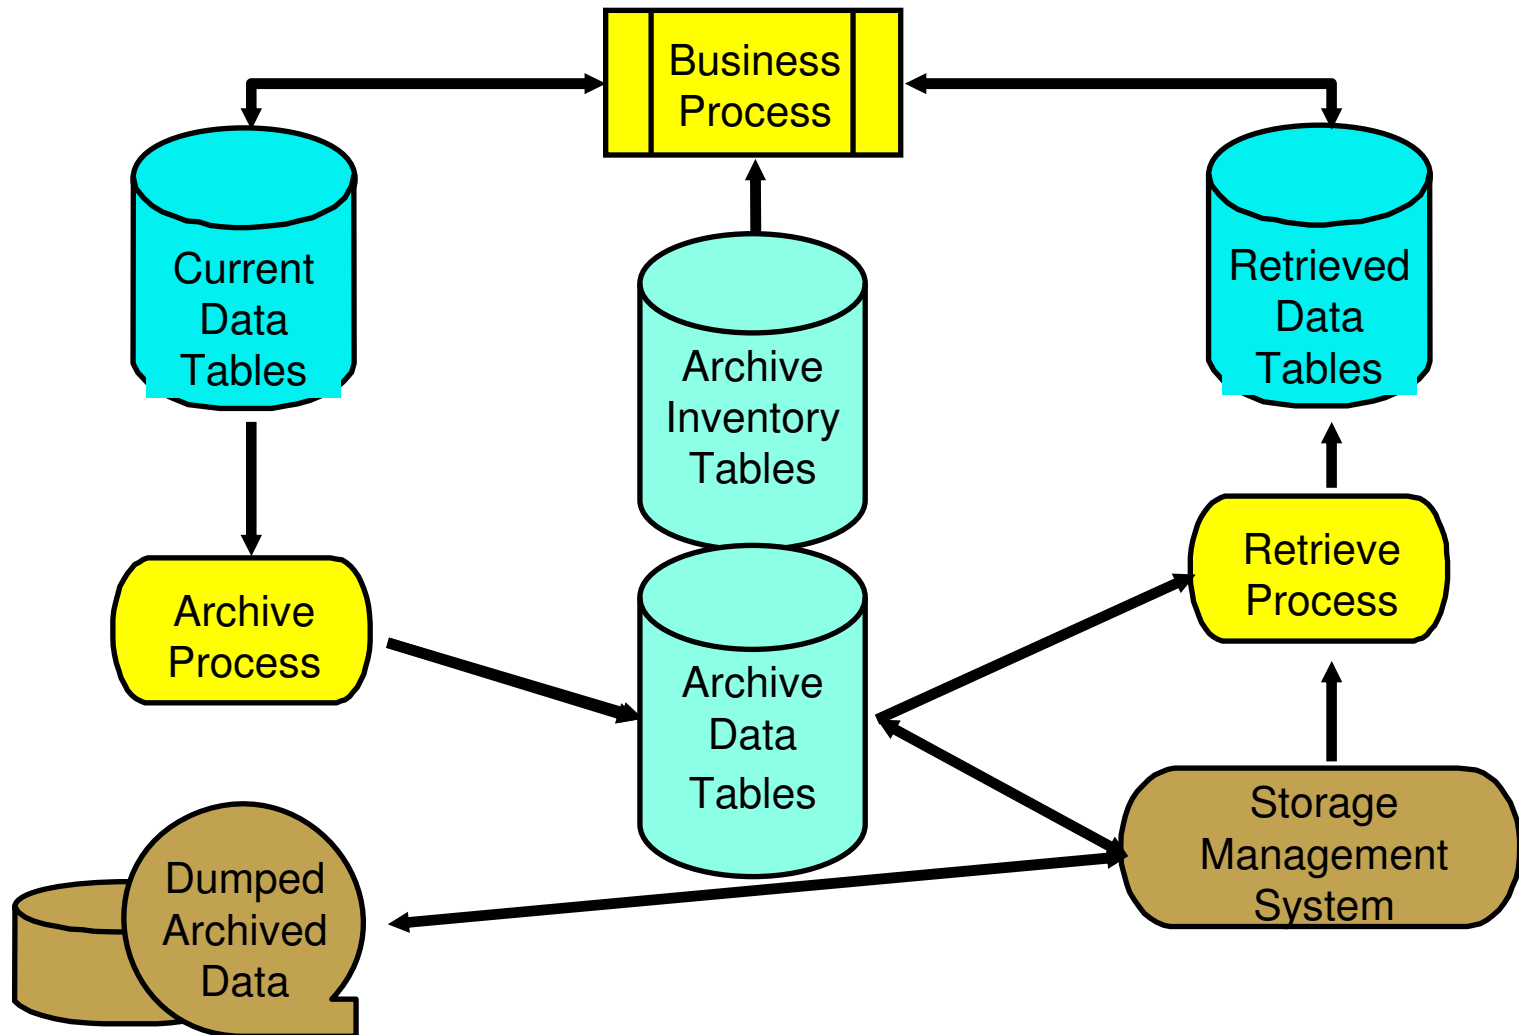 Business
Process
Current
Data
Tables
Retrieved
Data
Tables
Archive
Inventory
Tables
Archive
Process
Retrieve
Process
Archive
Data
Tables
Storage
Management
System
Dumped
Archived
Data